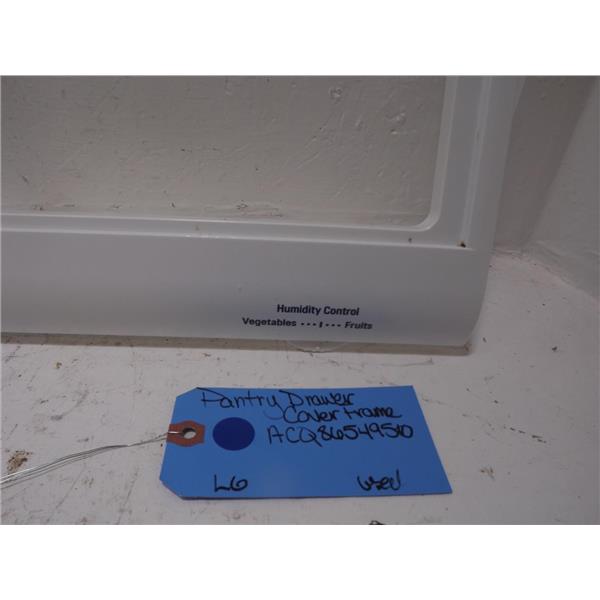 Humidity Control
Vegetables ---ı--- Fruits
Pantry Drawer
Cover Frame
ACQ86549510
LG used